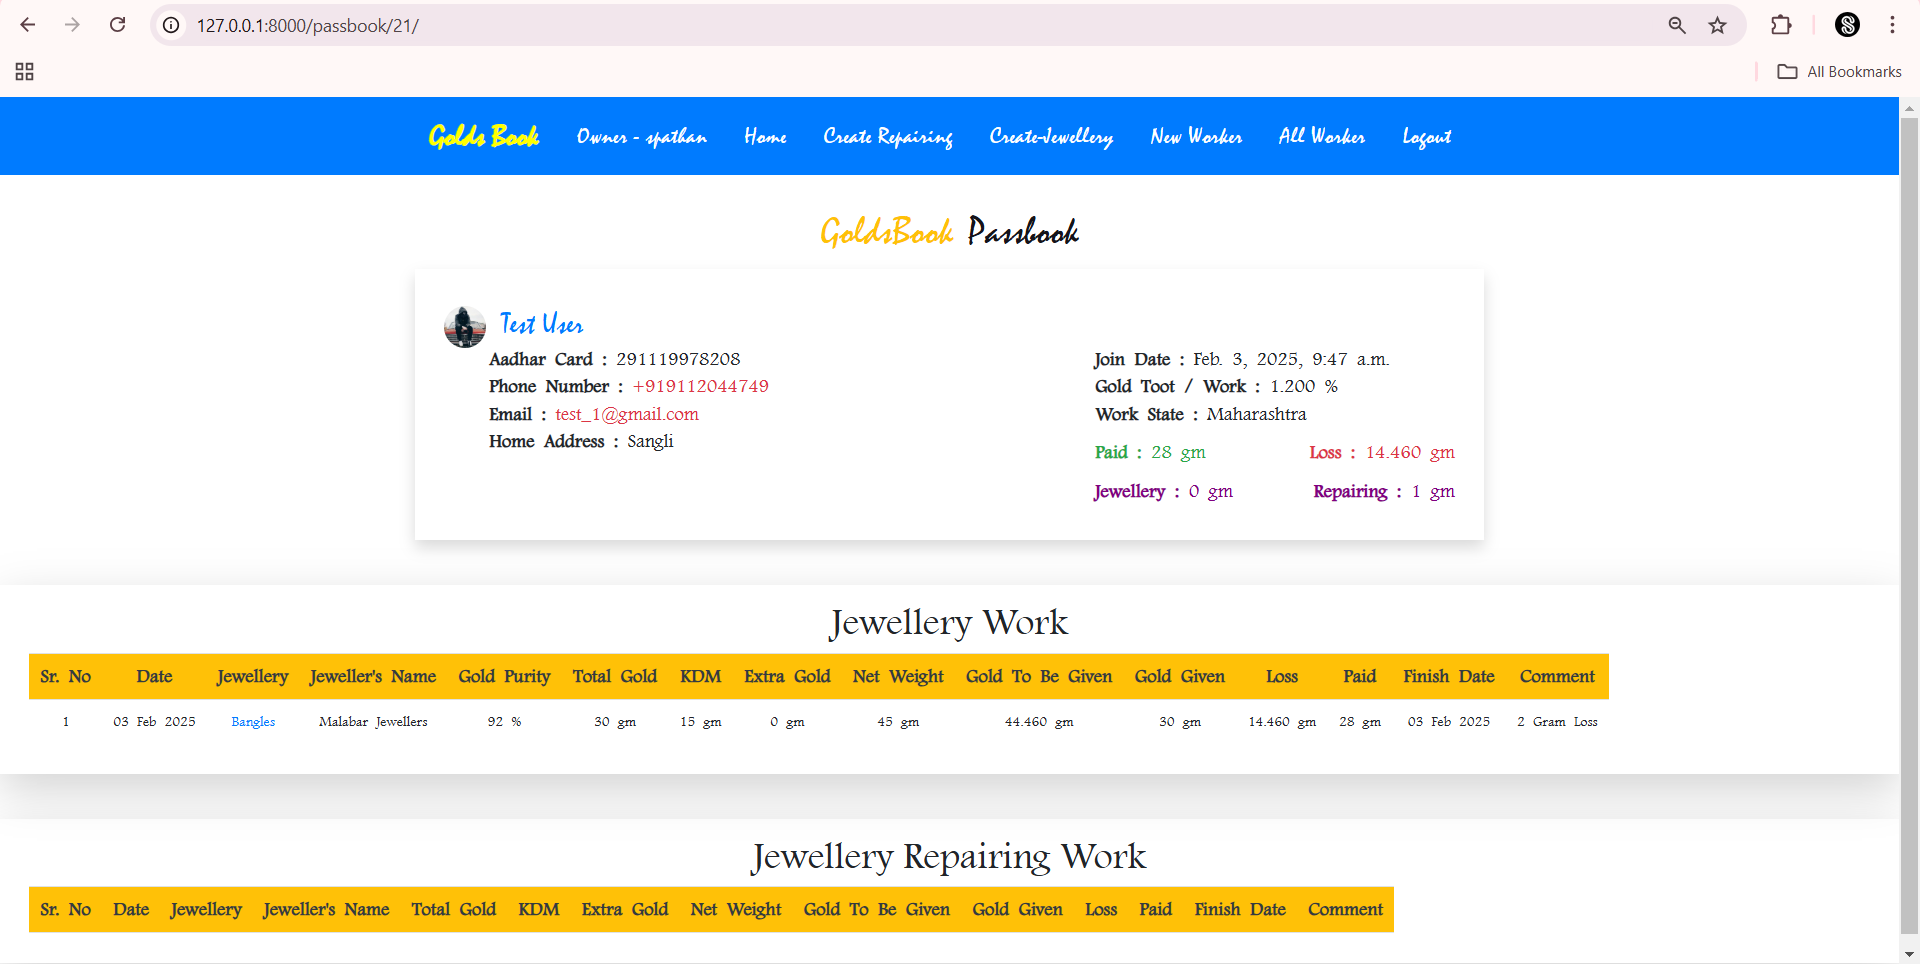 127.0.0.1:8000/passbook/21/
All Bookmarks
Golds Book Owner - spathan Home Create Repairing Create-Jewellery New Worker All Worker Logout
GoldsBook Passbook
Test User
Aadhar Card : 291119978208
Phone Number : +919112044749
Email : test_1@gmail.com
Home Address : Sangli
Join Date : Feb. 3, 2025, 9:47 a.m.
Gold Toot / Work : 1.200 %
Work State : Maharashtra
Paid : 28 gm Loss : 14.460 gm
Jewellery : 0 gm Repairing : 1 gm
Jewellery Work
Sr. No Date Jewellery Jeweller's Name Gold Purity Total Gold KDM Extra Gold Net Weight Gold To Be Given Gold Given Loss Paid Finish Date Comment
1 03 Feb 2025 Bangles Malabar Jewellers 92 % 30 gm 15 gm 0 gm 45 gm 44.460 gm 30 gm 14.460 gm 28 gm 03 Feb 2025 2 Gram Loss
Jewellery Repairing Work
Sr. No Date Jewellery Jeweller's Name Total Gold KDM Extra Gold Net Weight Gold To Be Given Gold Given Loss Paid Finish Date Comment